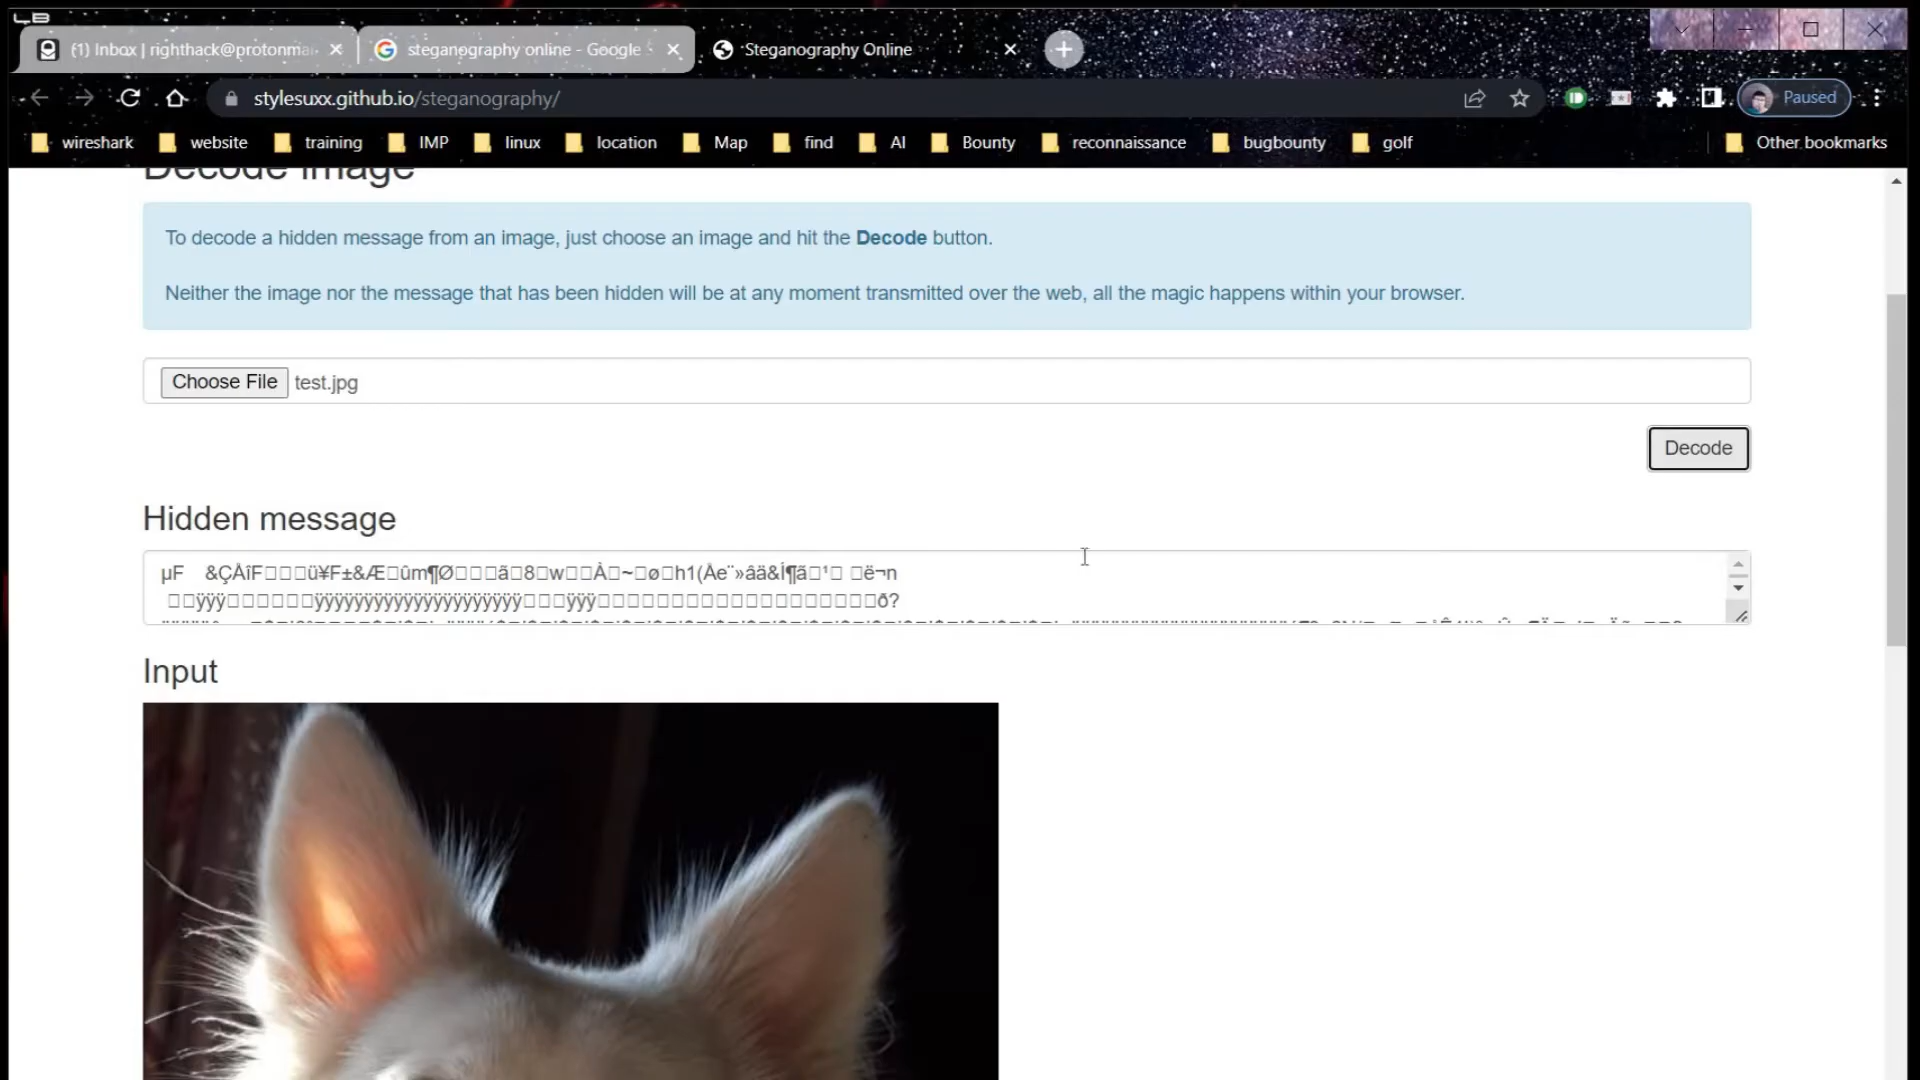 (1) Inbox | righthack@protonmai
steganography online - Google
Steganography Online
stylesuxx.github.io/steganography/
Paused
wireshark
website
training
IMP
linux
location
Map
find
AI
Bounty
reconnaissance
bugbounty
golf
Other bookmarks
Decode image
To decode a hidden message from an image, just choose an image and hit the Decode button.
Neither the image nor the message that has been hidden will be at any moment transmitted over the web, all the magic happens within your browser.
Choose File test.jpg
Decode
Hidden message
Input